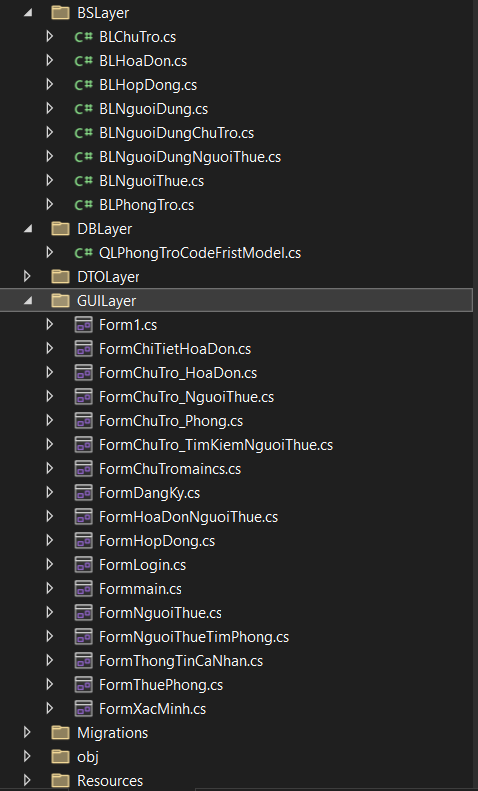 BSLayer
C# BLChuTro.cs
C# BLHoaDon.cs
C# BLHopDong.cs
C# BLNguoiDung.cs
C# BLNguoiDungChuTro.cs
C# BLNguoiDungNguoiThue.cs
C# BLNguoiThue.cs
C# BLPhongTro.cs
DBLayer
C# QLPhongTroCodeFristModel.cs
DTOLayer
GUILayer
Form1.cs
FormChiTietHoaDon.cs
FormChuTro_HoaDon.cs
FormChuTro_NguoiThue.cs
FormChuTro_Phong.cs
FormChuTro_TimKiemNguoiThue.cs
FormChuTromaincs.cs
FormDangKy.cs
FormHoaDonNguoiThue.cs
FormHopDong.cs
FormLogin.cs
Formmain.cs
FormNguoiThue.cs
FormNguoiThueTimPhong.cs
FormThongTinCaNhan.cs
FormThuePhong.cs
FormXacMinh.cs
Migrations
obj
Resources